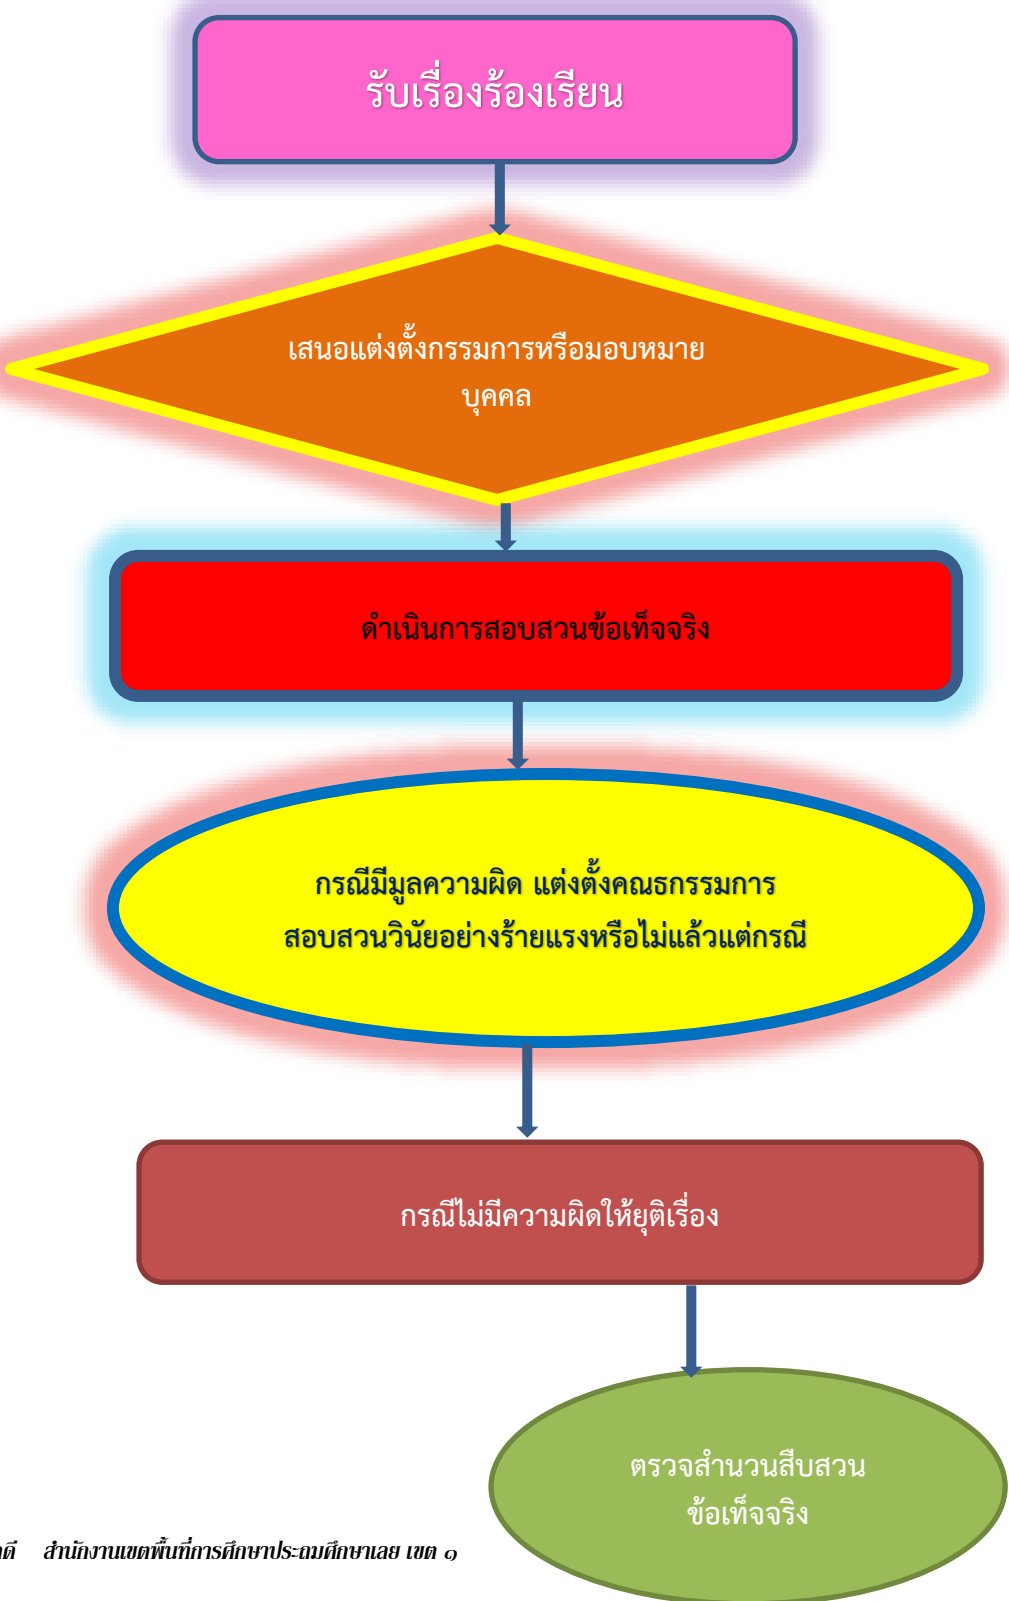 รับเรื่องร้องเรียน
เสนอแต่งตั้งกรรมการหรือมอบหมาย
บุคคล
ดำเนินการสอบสวนข้อเท็จจริง
กรณีมีมูลความผิด แต่งตั้งคณธกรรมการ
สอบสวนวินัยอย่างร้ายแรงหรือไม่แล้วแต่กรณี
กรณีไม่มีความผิดให้ยุติเรื่อง
ตรวจสำนวนสืบสวน
ข้อเท็จจริง
สำนักงานเขตพื้นที่การศึกษาประถมศึกษาเลย เขต ๑